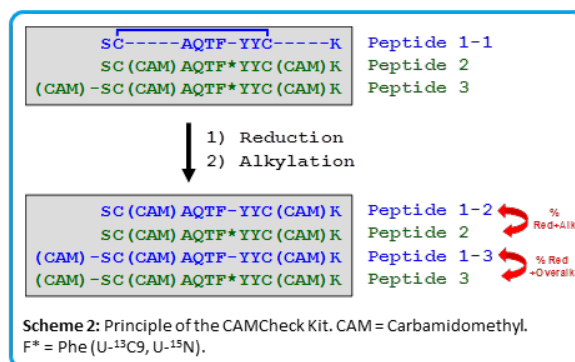 SC-----AQTF-YYC-----K Peptide 1-1
SC(CAM)AQTF*YYC(CAM)K Peptide 2
(CAM)-SC(CAM)AQTF*YYC(CAM)K Peptide 3
1) Reduction
2) Alkylation
SC(CAM)AQTF-YYC(CAM)K Peptide 1-2
SC(CAM)AQTF*YYC(CAM)K Peptide 2
(CAM)-SC(CAM)AQTF-YYC(CAM)K Peptide 1-3
(CAM)-SC(CAM)AQTF*YYC(CAM)K Peptide 3
%
Red+Alk
% Red
+Overalk
Scheme 2: Principle of the CAMCheck Kit. CAM = Carbamidomethyl.
F* = Phe (U-¹³C9, U-¹⁵N).